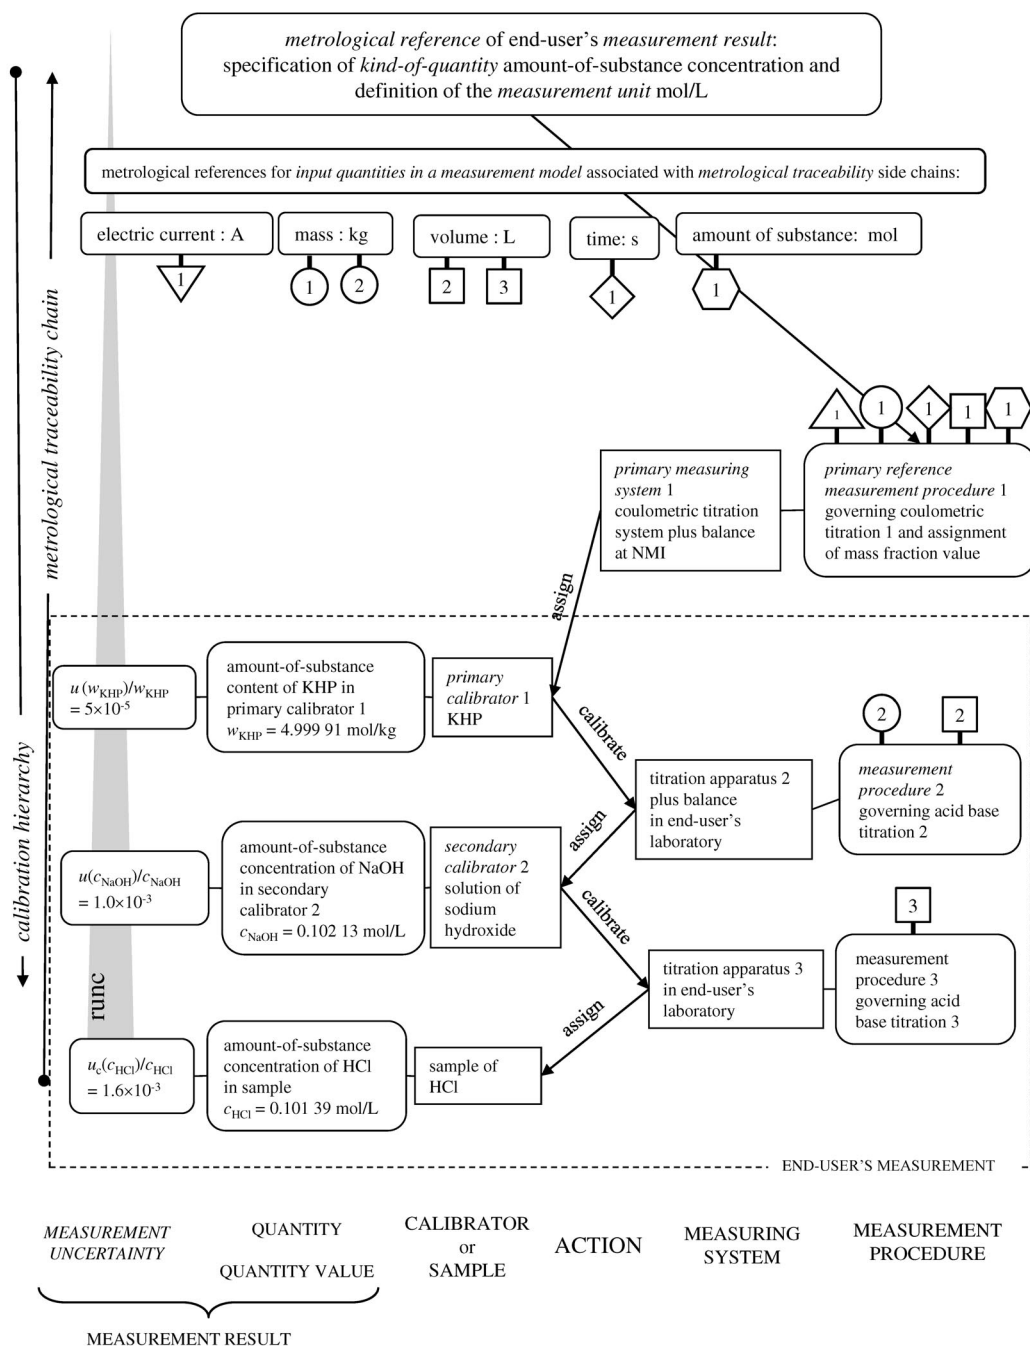 metrological reference of end-user's measurement result:
specification of kind-of-quantity amount-of-substance concentration and
definition of the measurement unit mol/L
metrological references for input quantities in a measurement model associated with metrological traceability side chains:
electric current : A
mass : kg
volume : L
time: s
amount of substance: mol
1
1
2
2
3
1
1
metrological traceability chain
calibration hierarchy
1
1
1
1
1
primary measuring
system 1
coulometric titration
system plus balance
at NMI
primary reference
measurement procedure 1
governing coulometric
titration 1 and assignment
of mass fraction value
assign
u (wKHP)/wKHP
= 5×10-5
amount-of-substance
content of KHP in
primary calibrator 1
wKHP = 4.999 91 mol/kg
primary
calibrator 1
KHP
calibrate
2
2
titration apparatus 2
plus balance
in end-user's
laboratory
measurement
procedure 2
governing acid base
titration 2
assign
u(cNaOH)/cNaOH
= 1.0×10-3
amount-of-substance
concentration of NaOH
in secondary
calibrator 2
cNaOH = 0.102 13 mol/L
secondary
calibrator 2
solution of
sodium
hydroxide
calibrate
3
titration apparatus 3
in end-user's
laboratory
measurement
procedure 3
governing acid
base titration 3
assign
runc
uc(cHCl)/cHCl
= 1.6×10-3
amount-of-substance
concentration of HCl
in sample
cHCl = 0.101 39 mol/L
sample of
HCl
END-USER'S MEASUREMENT
MEASUREMENT
UNCERTAINTY
QUANTITY
QUANTITY VALUE
CALIBRATOR
or
SAMPLE
ACTION
MEASURING
SYSTEM
MEASUREMENT
PROCEDURE
MEASUREMENT RESULT